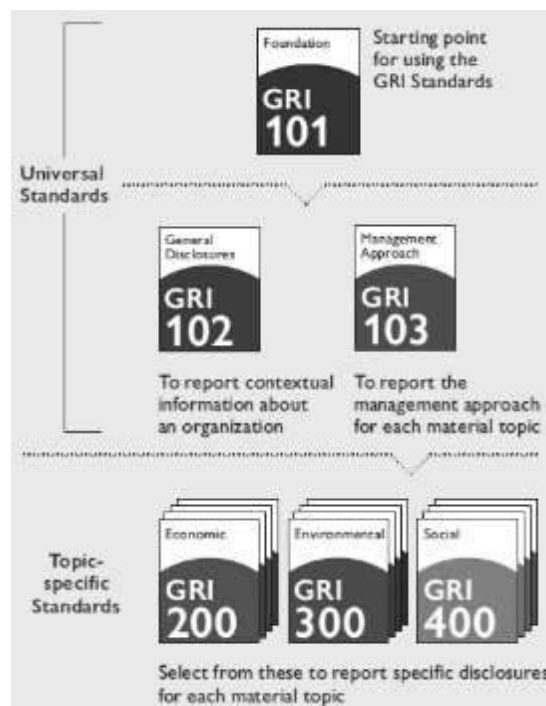 Foundation
GRI
101
Starting point
for using the
GRI Standards
Universal
Standards
General
Disclosures
GRI
102
Management
Approach
GRI
103
To report contextual
information about
an organization
To report the
management approach
for each material topic
Topic-
specific
Standards
Economic
GRI
200
Environmental
GRI
300
Social
GRI
400
Select from these to report specific disclosures
for each material topic